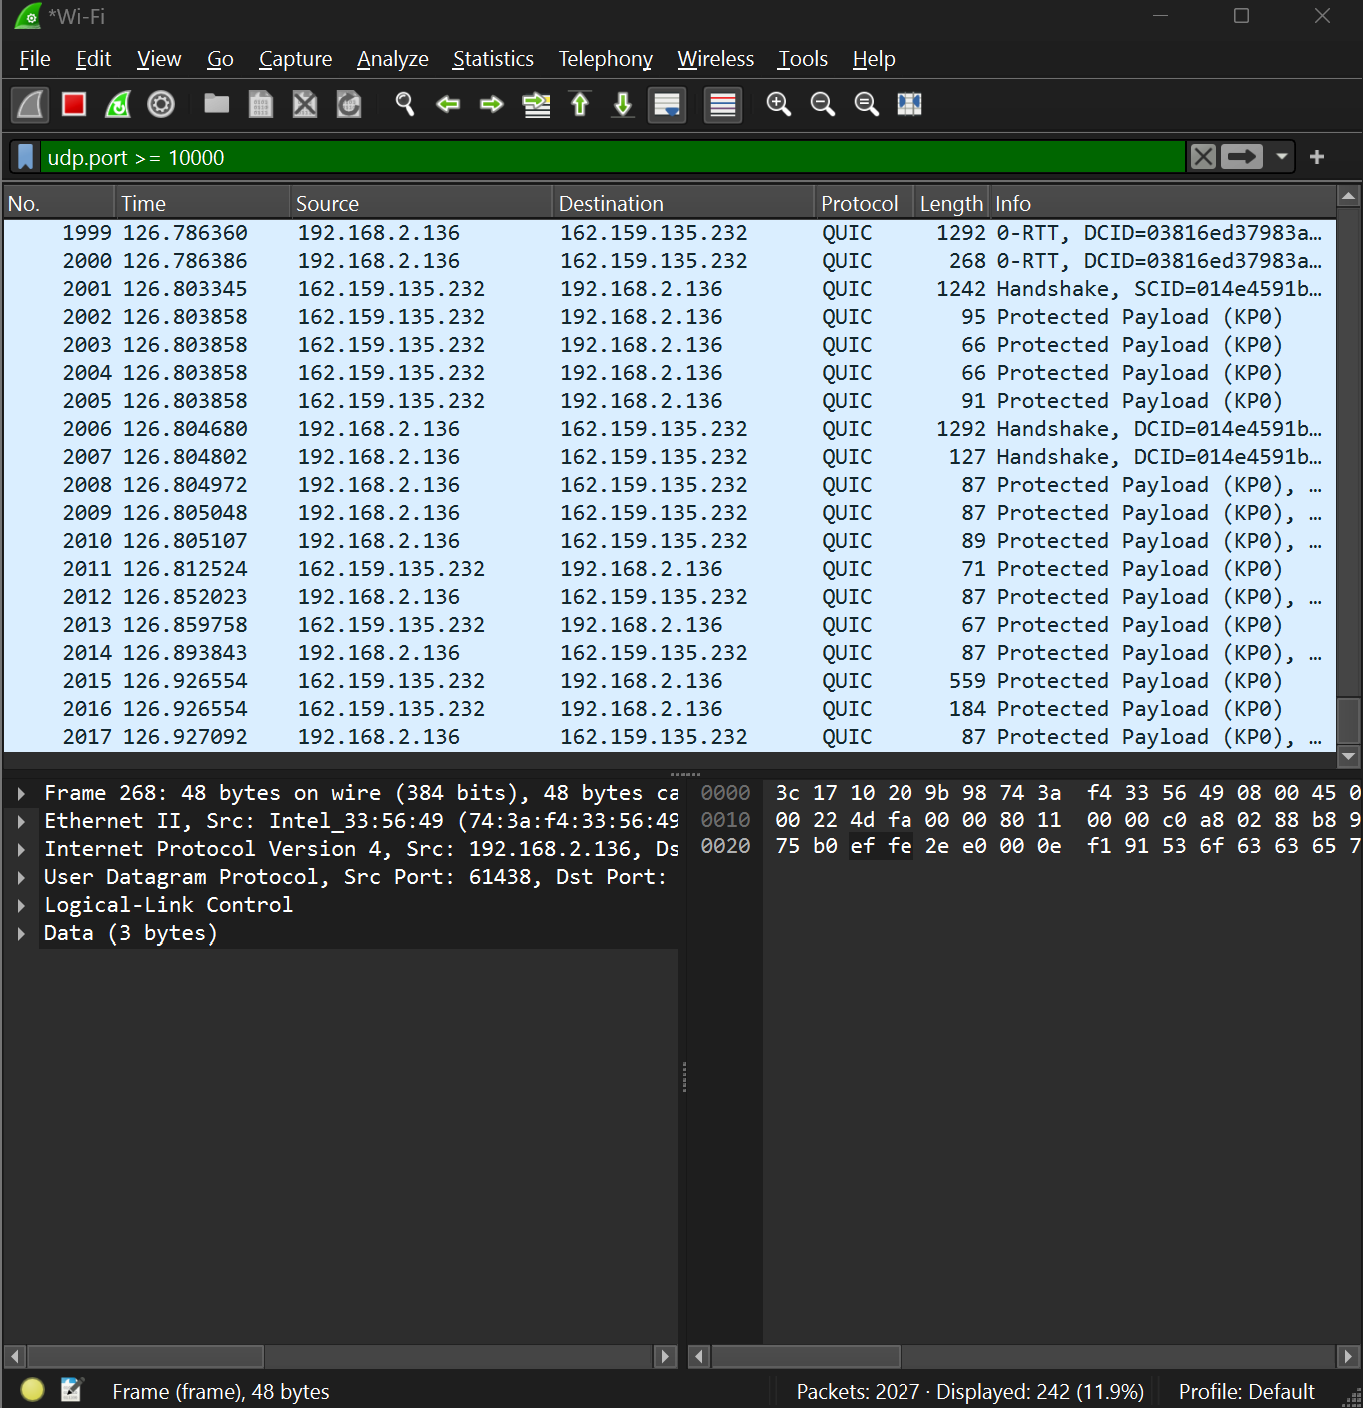 *Wi-Fi
File Edit View Go Capture Analyze Statistics Telephony Wireless Tools Help
udp.port >= 10000
No. Time Source Destination Protocol Length Info
1999 126.786360 192.168.2.136 162.159.135.232 QUIC 1292 0-RTT, DCID=03816ed37983a…
2000 126.786386 192.168.2.136 162.159.135.232 QUIC 268 0-RTT, DCID=03816ed37983a…
2001 126.803345 162.159.135.232 192.168.2.136 QUIC 1242 Handshake, SCID=014e4591b…
2002 126.803858 162.159.135.232 192.168.2.136 QUIC 95 Protected Payload (KP0)
2003 126.803858 162.159.135.232 192.168.2.136 QUIC 66 Protected Payload (KP0)
2004 126.803858 162.159.135.232 192.168.2.136 QUIC 66 Protected Payload (KP0)
2005 126.803858 162.159.135.232 192.168.2.136 QUIC 91 Protected Payload (KP0)
2006 126.804680 192.168.2.136 162.159.135.232 QUIC 1292 Handshake, DCID=014e4591b…
2007 126.804802 192.168.2.136 162.159.135.232 QUIC 127 Handshake, DCID=014e4591b…
2008 126.804972 192.168.2.136 162.159.135.232 QUIC 87 Protected Payload (KP0), …
2009 126.805048 192.168.2.136 162.159.135.232 QUIC 87 Protected Payload (KP0), …
2010 126.805107 192.168.2.136 162.159.135.232 QUIC 89 Protected Payload (KP0), …
2011 126.812524 162.159.135.232 192.168.2.136 QUIC 71 Protected Payload (KP0)
2012 126.852023 192.168.2.136 162.159.135.232 QUIC 87 Protected Payload (KP0), …
2013 126.859758 162.159.135.232 192.168.2.136 QUIC 67 Protected Payload (KP0)
2014 126.893843 192.168.2.136 162.159.135.232 QUIC 87 Protected Payload (KP0), …
2015 126.926554 162.159.135.232 192.168.2.136 QUIC 559 Protected Payload (KP0)
2016 126.926554 162.159.135.232 192.168.2.136 QUIC 184 Protected Payload (KP0)
2017 126.927092 192.168.2.136 162.159.135.232 QUIC 87 Protected Payload (KP0), …
Frame 268: 48 bytes on wire (384 bits), 48 bytes ca
Ethernet II, Src: Intel_33:56:49 (74:3a:f4:33:56:49
Internet Protocol Version 4, Src: 192.168.2.136, Ds
User Datagram Protocol, Src Port: 61438, Dst Port:
Logical-Link Control
Data (3 bytes)
0000 3c 17 10 20 9b 98 74 3a f4 33 56 49 08 00 45 0
0010 00 22 4d fa 00 00 80 11 00 00 c0 a8 02 88 b8 9
0020 75 b0 ef fe 2e e0 00 0e f1 91 53 6f 63 63 65 7
Frame (frame), 48 bytes
Packets: 2027 · Displayed: 242 (11.9%)
Profile: Default